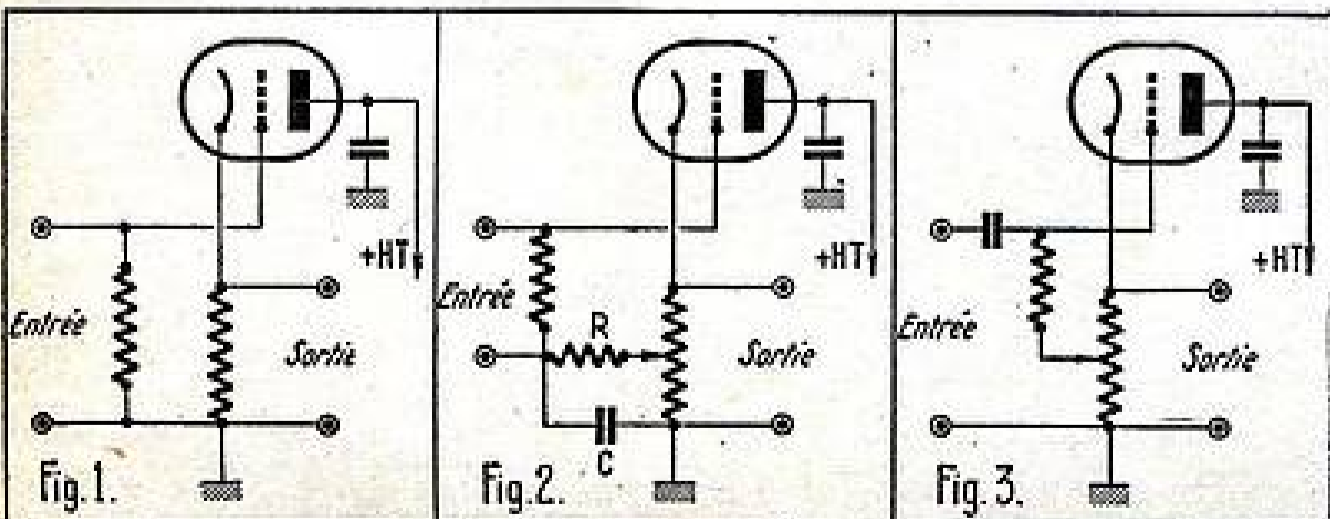 +HT
Entrée
Sortie
Fig.1.
+HT
Entrée
R
Sortie
C
Fig.2.
+HT
Entrée
Sortie
Fig.3.